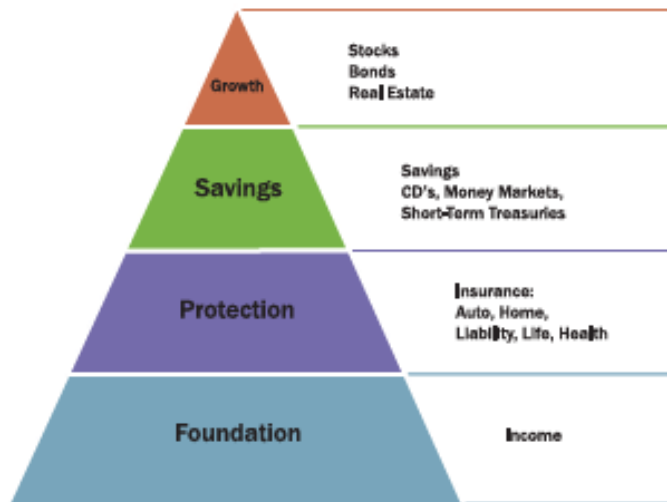 Growth
Stocks
Bonds
Real Estate
Savings
Savings
CD's, Money Markets,
Short-Term Treasuries
Protection
Insurance:
Auto, Home,
Liability, Life, Health
Foundation
Income